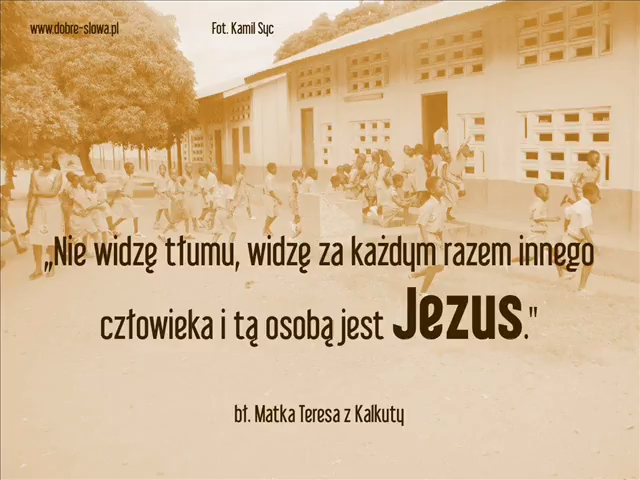 www.dobre-slowa.pl
Fot. Kamil Syc
„Nie widzę tłumu, widzę za każdym razem innego
człowieka i tą osobą jest Jezus."
bł. Matka Teresa z Kalkuty